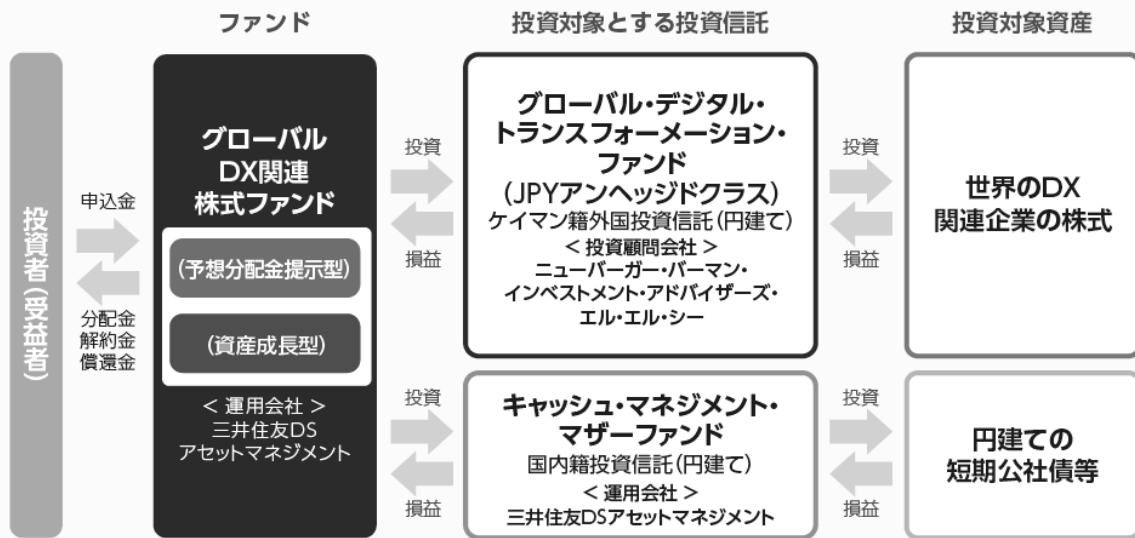 ファンド
投資対象とする投資信託
投資対象資産
投資者(受益者)
申込金
分配金
解約金
償還金
グローバル
DX関連
株式ファンド
(予想分配金提示型)
(資産成長型)
< 運用会社 >
三井住友DS
アセットマネジメント
投資
損益
グローバル・デジタル・
トランスフォーメーション・
ファンド
(JPYアンヘッジドクラス)
ケイマン籍外国投資信託(円建て)
< 投資顧問会社 >
ニューバーガー・バーマン・
インベストメント・アドバイザーズ・
エル・エル・シー
投資
損益
世界のDX
関連企業の株式
投資
損益
キャッシュ・マネジメント・
マザーファンド
国内籍投資信託(円建て)
< 運用会社 >
三井住友DSアセットマネジメント
投資
損益
円建ての
短期公社債等